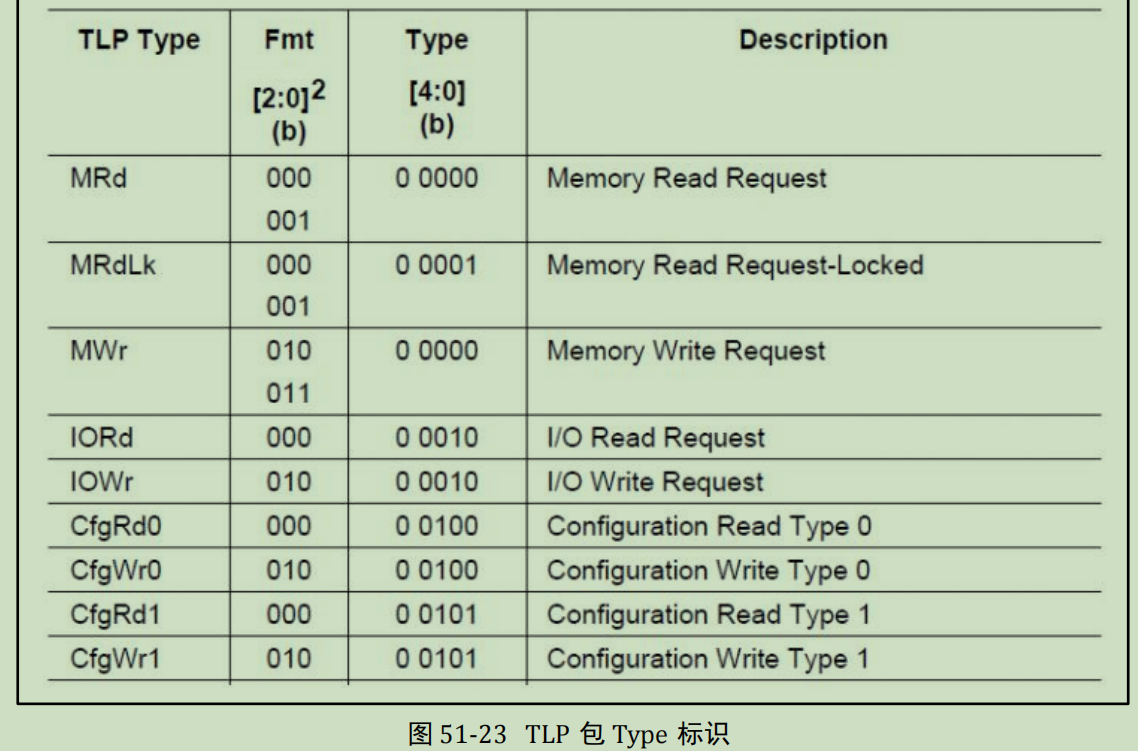 TLP Type Fmt Type Description
[2:0]2 [4:0]
(b) (b)
MRd 000 0 0000 Memory Read Request
001
MRdLk 000 0 0001 Memory Read Request-Locked
001
MWr 010 0 0000 Memory Write Request
011
IORd 000 0 0010 I/O Read Request
IOWr 010 0 0010 I/O Write Request
CfgRd0 000 0 0100 Configuration Read Type 0
CfgWr0 010 0 0100 Configuration Write Type 0
CfgRd1 000 0 0101 Configuration Read Type 1
CfgWr1 010 0 0101 Configuration Write Type 1
图 51-23 TLP 包 Type 标识